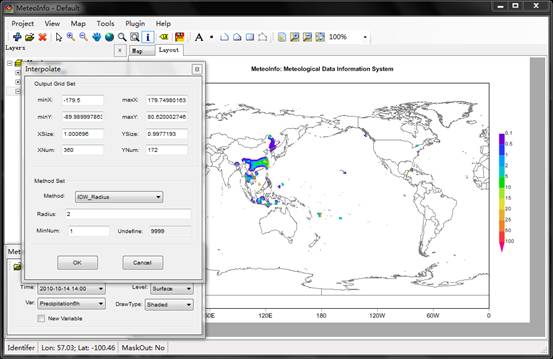 MeteoInfo - Default
Project View Map Tools Plugin Help
100%
Layers x Map Layout
Interpolate
Output Grid Set
minX: -179.5 maxX: 179.74980163
minY: -89.989997863 maxY: 80.620002746
XSize: 1.000696 YSize: 0.9977193
XNum: 360 YNum: 172
Method Set
Method: IDW_Radius
Radius: 2
MinNum: 1 Undefine: 9999
OK Cancel
MeteoInfo: Meteorological Data Information System
0.1
1
5
10
20
25
30
50
100
120E 180 120W 60W 0
Time: 2010-10-14 14:00 Level: Surface
Var: Precipitation6h DrawType: Shaded
New Variable
Identifer Lon: 57.03; Lat: -100.46 MaskOut: No